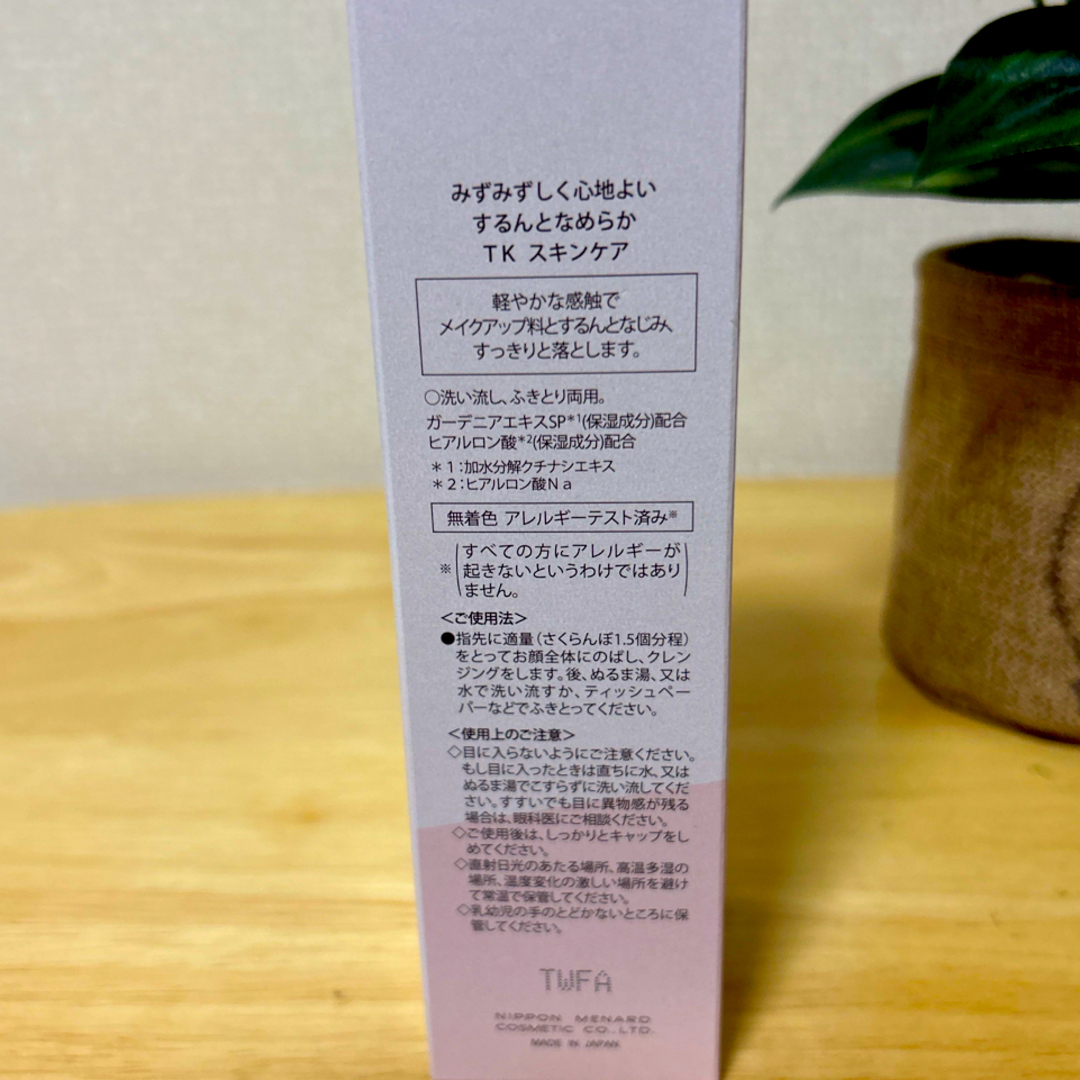 みずみずしく心地よい
するんとなめらか
TK スキンケア
軽やかな感触で
メイクアップ料とするんとなじみ、
すっきりと落とします。
○洗い流し、ふきとり両用。
ガーデニアエキスSP*1(保湿成分)配合
ヒアルロン酸*2(保湿成分)配合
*1:加水分解クチナシエキス
*2:ヒアルロン酸Na
無着色 アレルギーテスト済み※
※(すべての方にアレルギーが
起きないというわけではあり
ません。)
<ご使用法>
●指先に適量(さくらんぼ1.5個分程)
をとってお顔全体にのばし、クレン
ジングをします。後、ぬるま湯、又は
水で洗い流すか、ティッシュペー
パーなどでふきとってください。
<使用上のご注意>
◇目に入らないようにご注意ください。
もし目に入ったときは直ちに水、又は
ぬるま湯でこすらずに洗い流してくだ
さい。すすいでも目に異物感が残る
場合は、眼科医にご相談ください。
◇ご使用後は、しっかりとキャップをし
めてください。
◇直射日光のあたる場所、高温多湿の
場所、温度変化の激しい場所を避け
て常温で保管してください。
◇乳幼児の手のとどかないところに保
管してください。
TWFA
NIPPON MENARD
COSMETIC CO., LTD.
MADE IN JAPAN